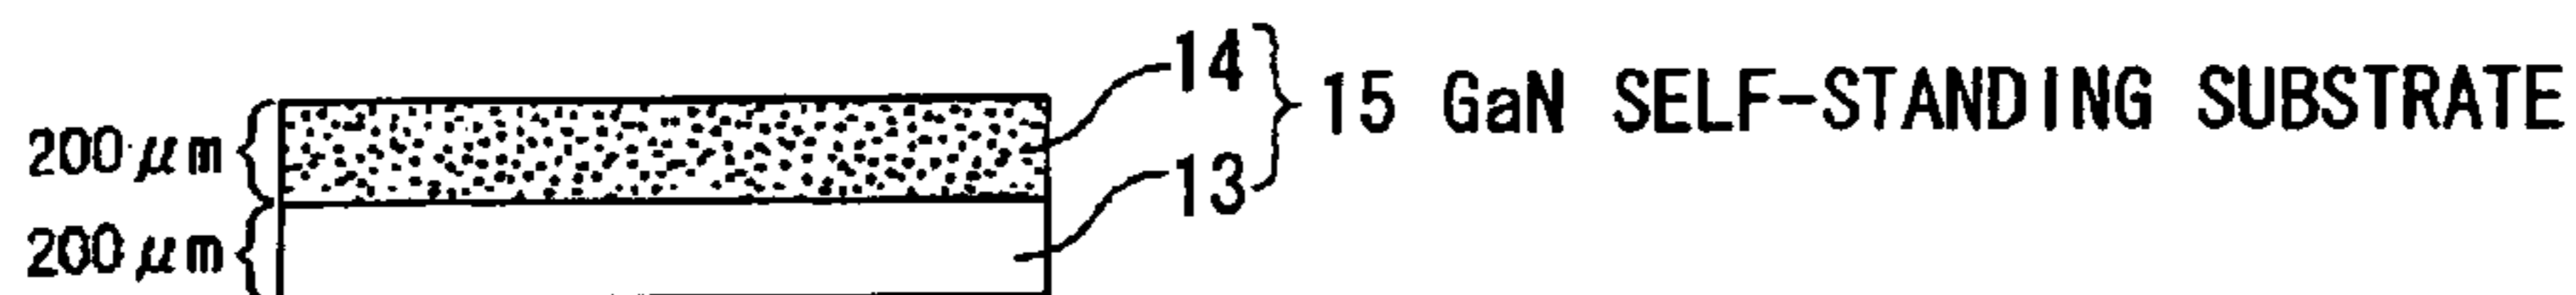 14
15 GaN SELF-STANDING SUBSTRATE
200 μm
13
200 μm